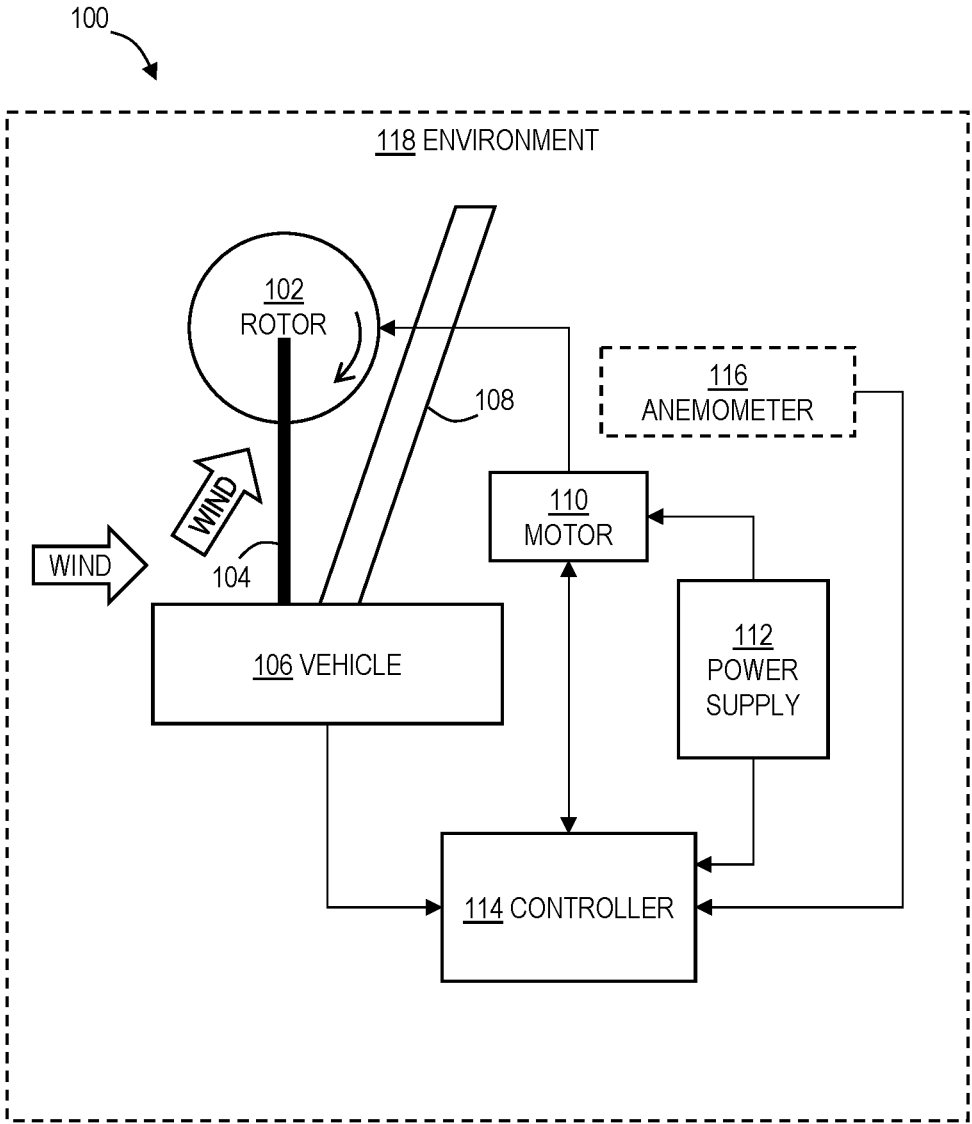 100
118 ENVIRONMENT
102
ROTOR
108
116
ANEMOMETER
WIND
110
MOTOR
WIND
104
112
POWER
SUPPLY
106 VEHICLE
114 CONTROLLER